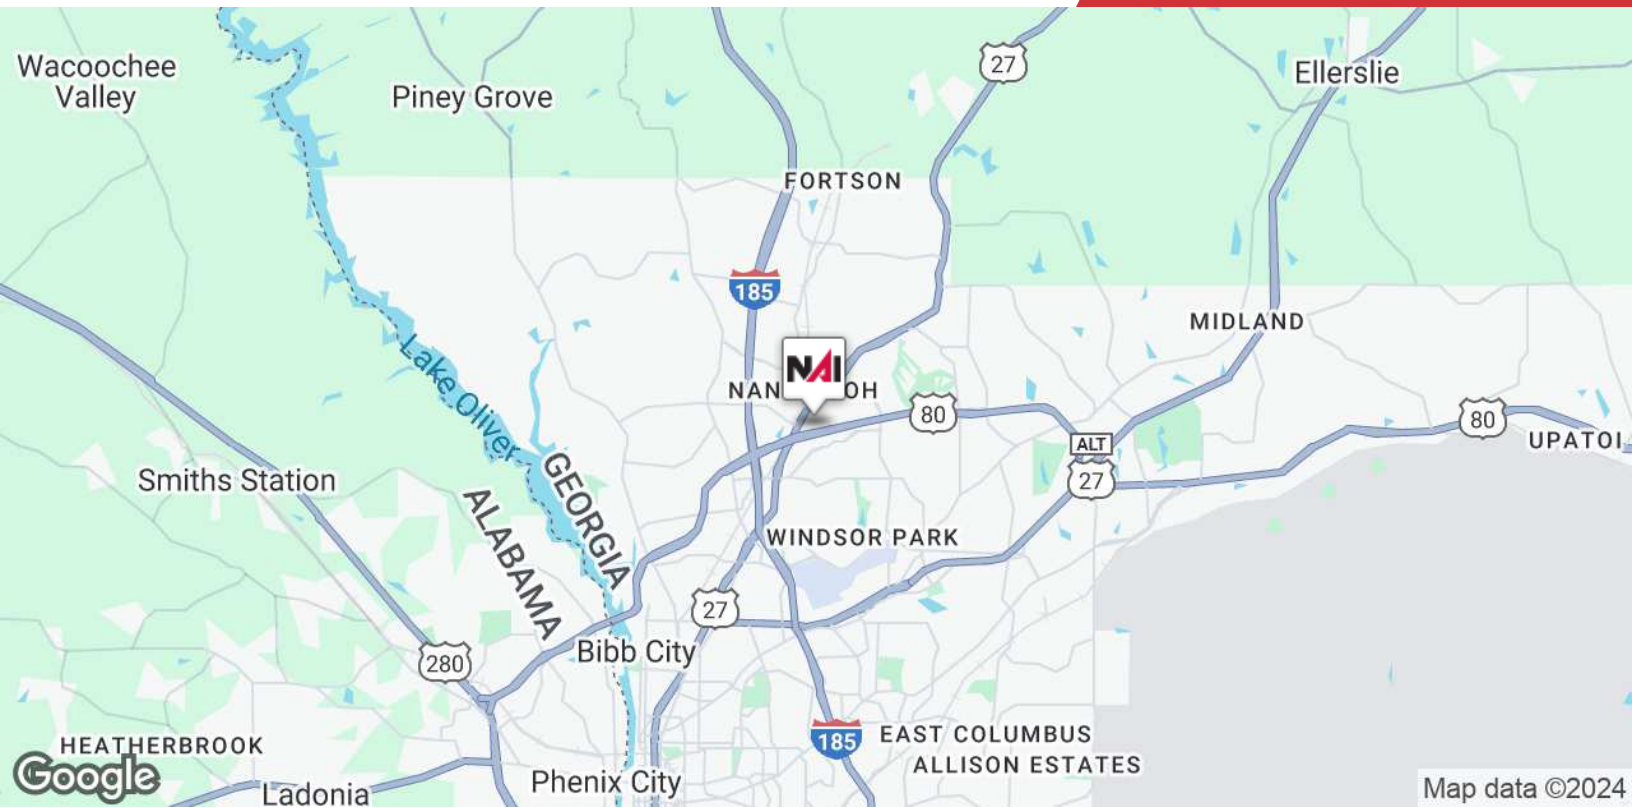 27
Ellerslie
Wacoochee
Valley
Piney Grove
FORTSON
185
MIDLAND
NAI
NAN
OH
80
80
ALT
UPATOI
27
Lake Oliver
Smiths Station
GEORGIA
ALABAMA
WINDSOR PARK
27
Bibb City
280
HEATHERBROOK
185
EAST COLUMBUS
ALLISON ESTATES
Google
Phenix City
Ladonia
Map data ©2024